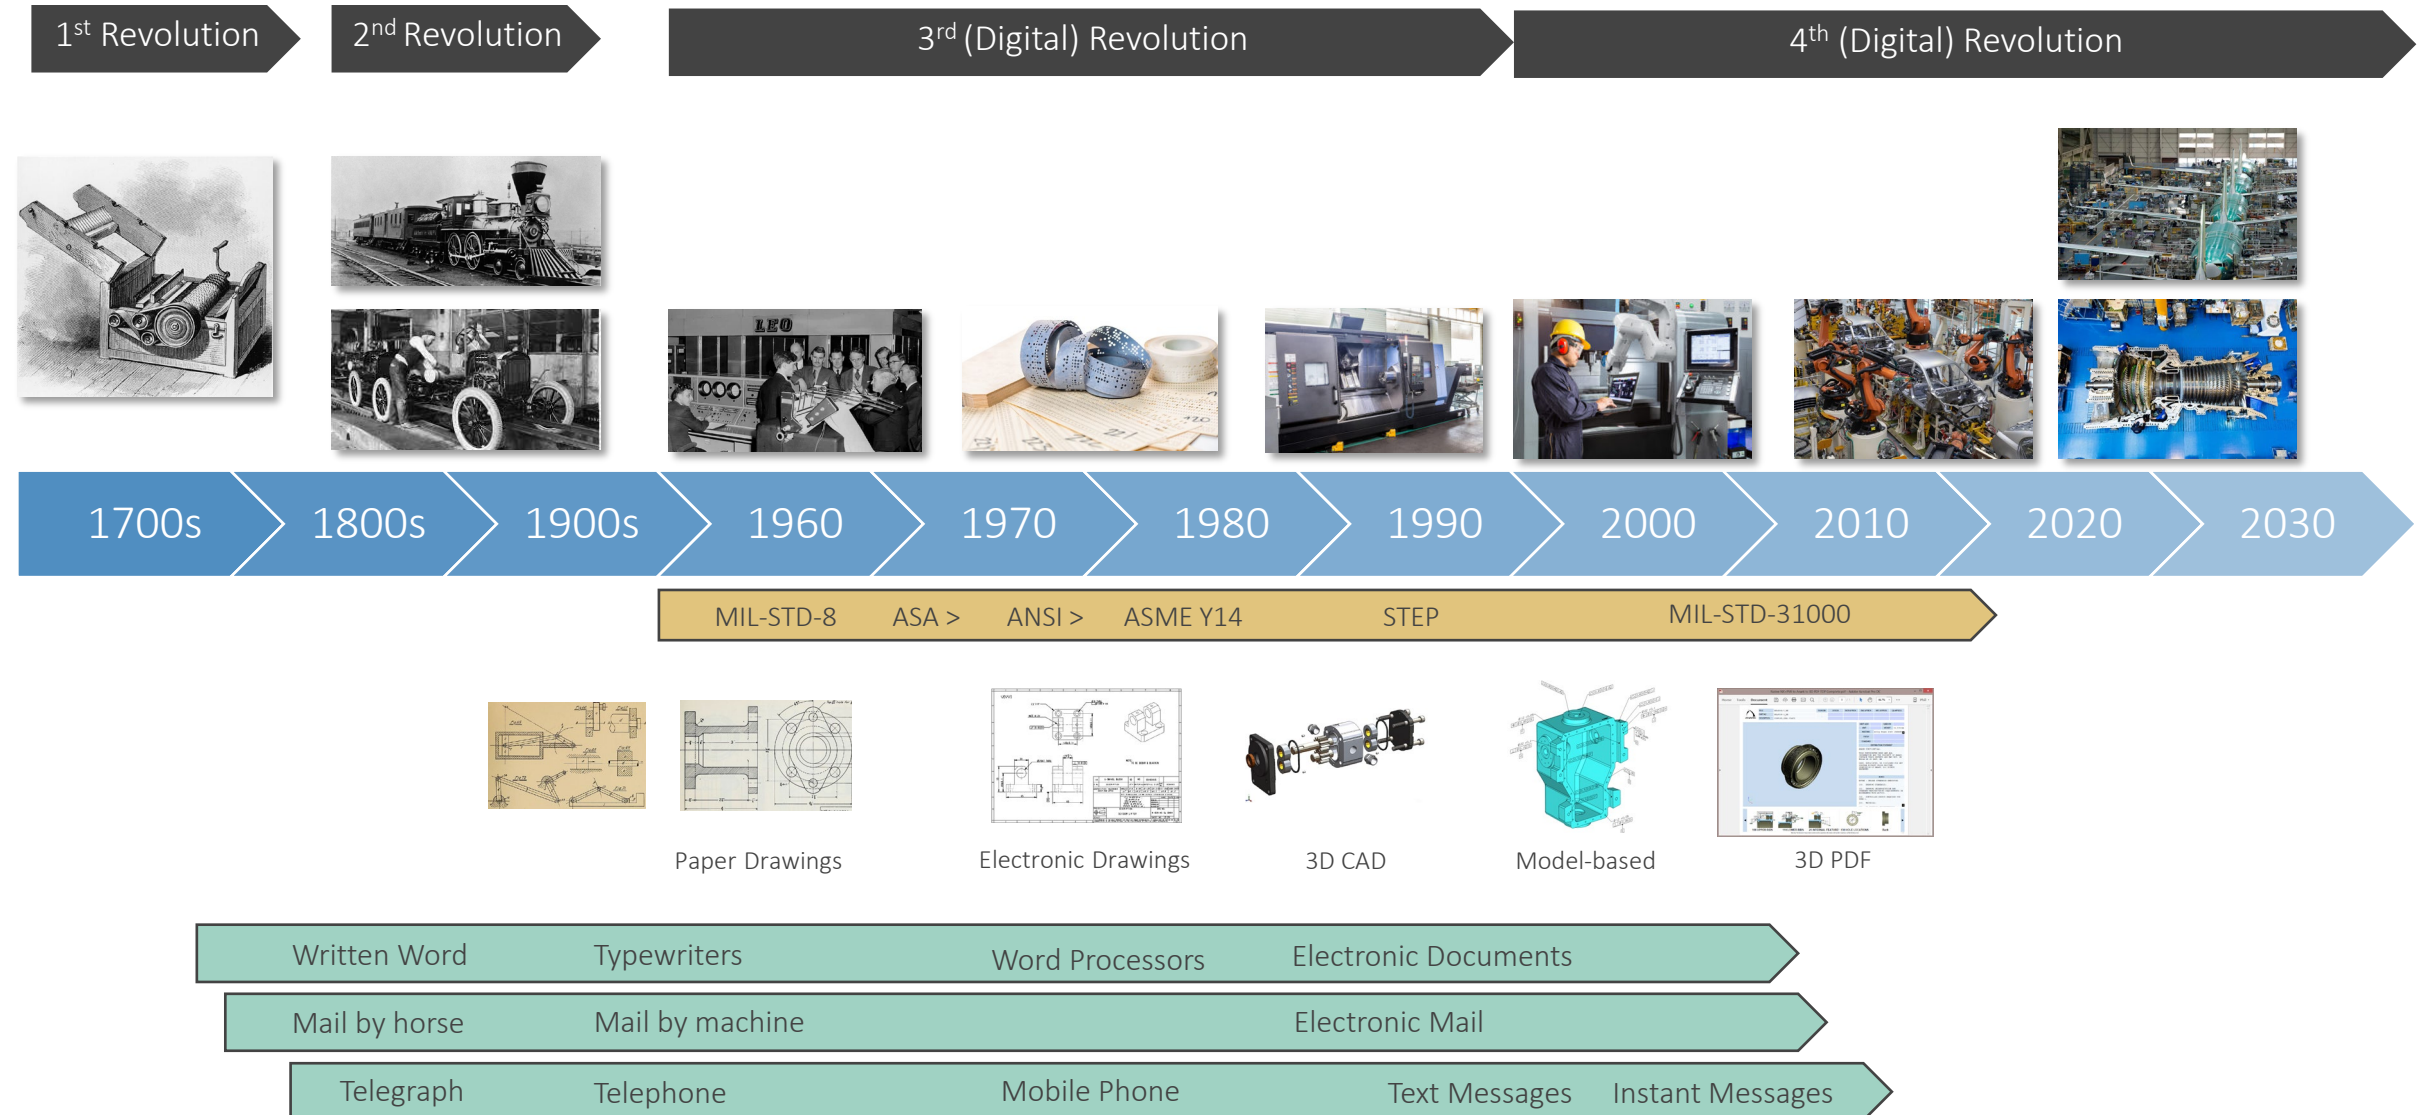 1st Revolution
2nd Revolution
3rd (Digital) Revolution
4th (Digital) Revolution
LEO
1700s
1800s
1900s
1960
1970
1980
1990
2000
2010
2020
2030
MIL-STD-8
ASA >
ANSI >
ASME Y14
STEP
MIL-STD-31000
Paper Drawings
Electronic Drawings
3D CAD
Model-based
3D PDF
Written Word
Typewriters
Word Processors
Electronic Documents
Mail by horse
Mail by machine
Electronic Mail
Telegraph
Telephone
Mobile Phone
Text Messages
Instant Messages